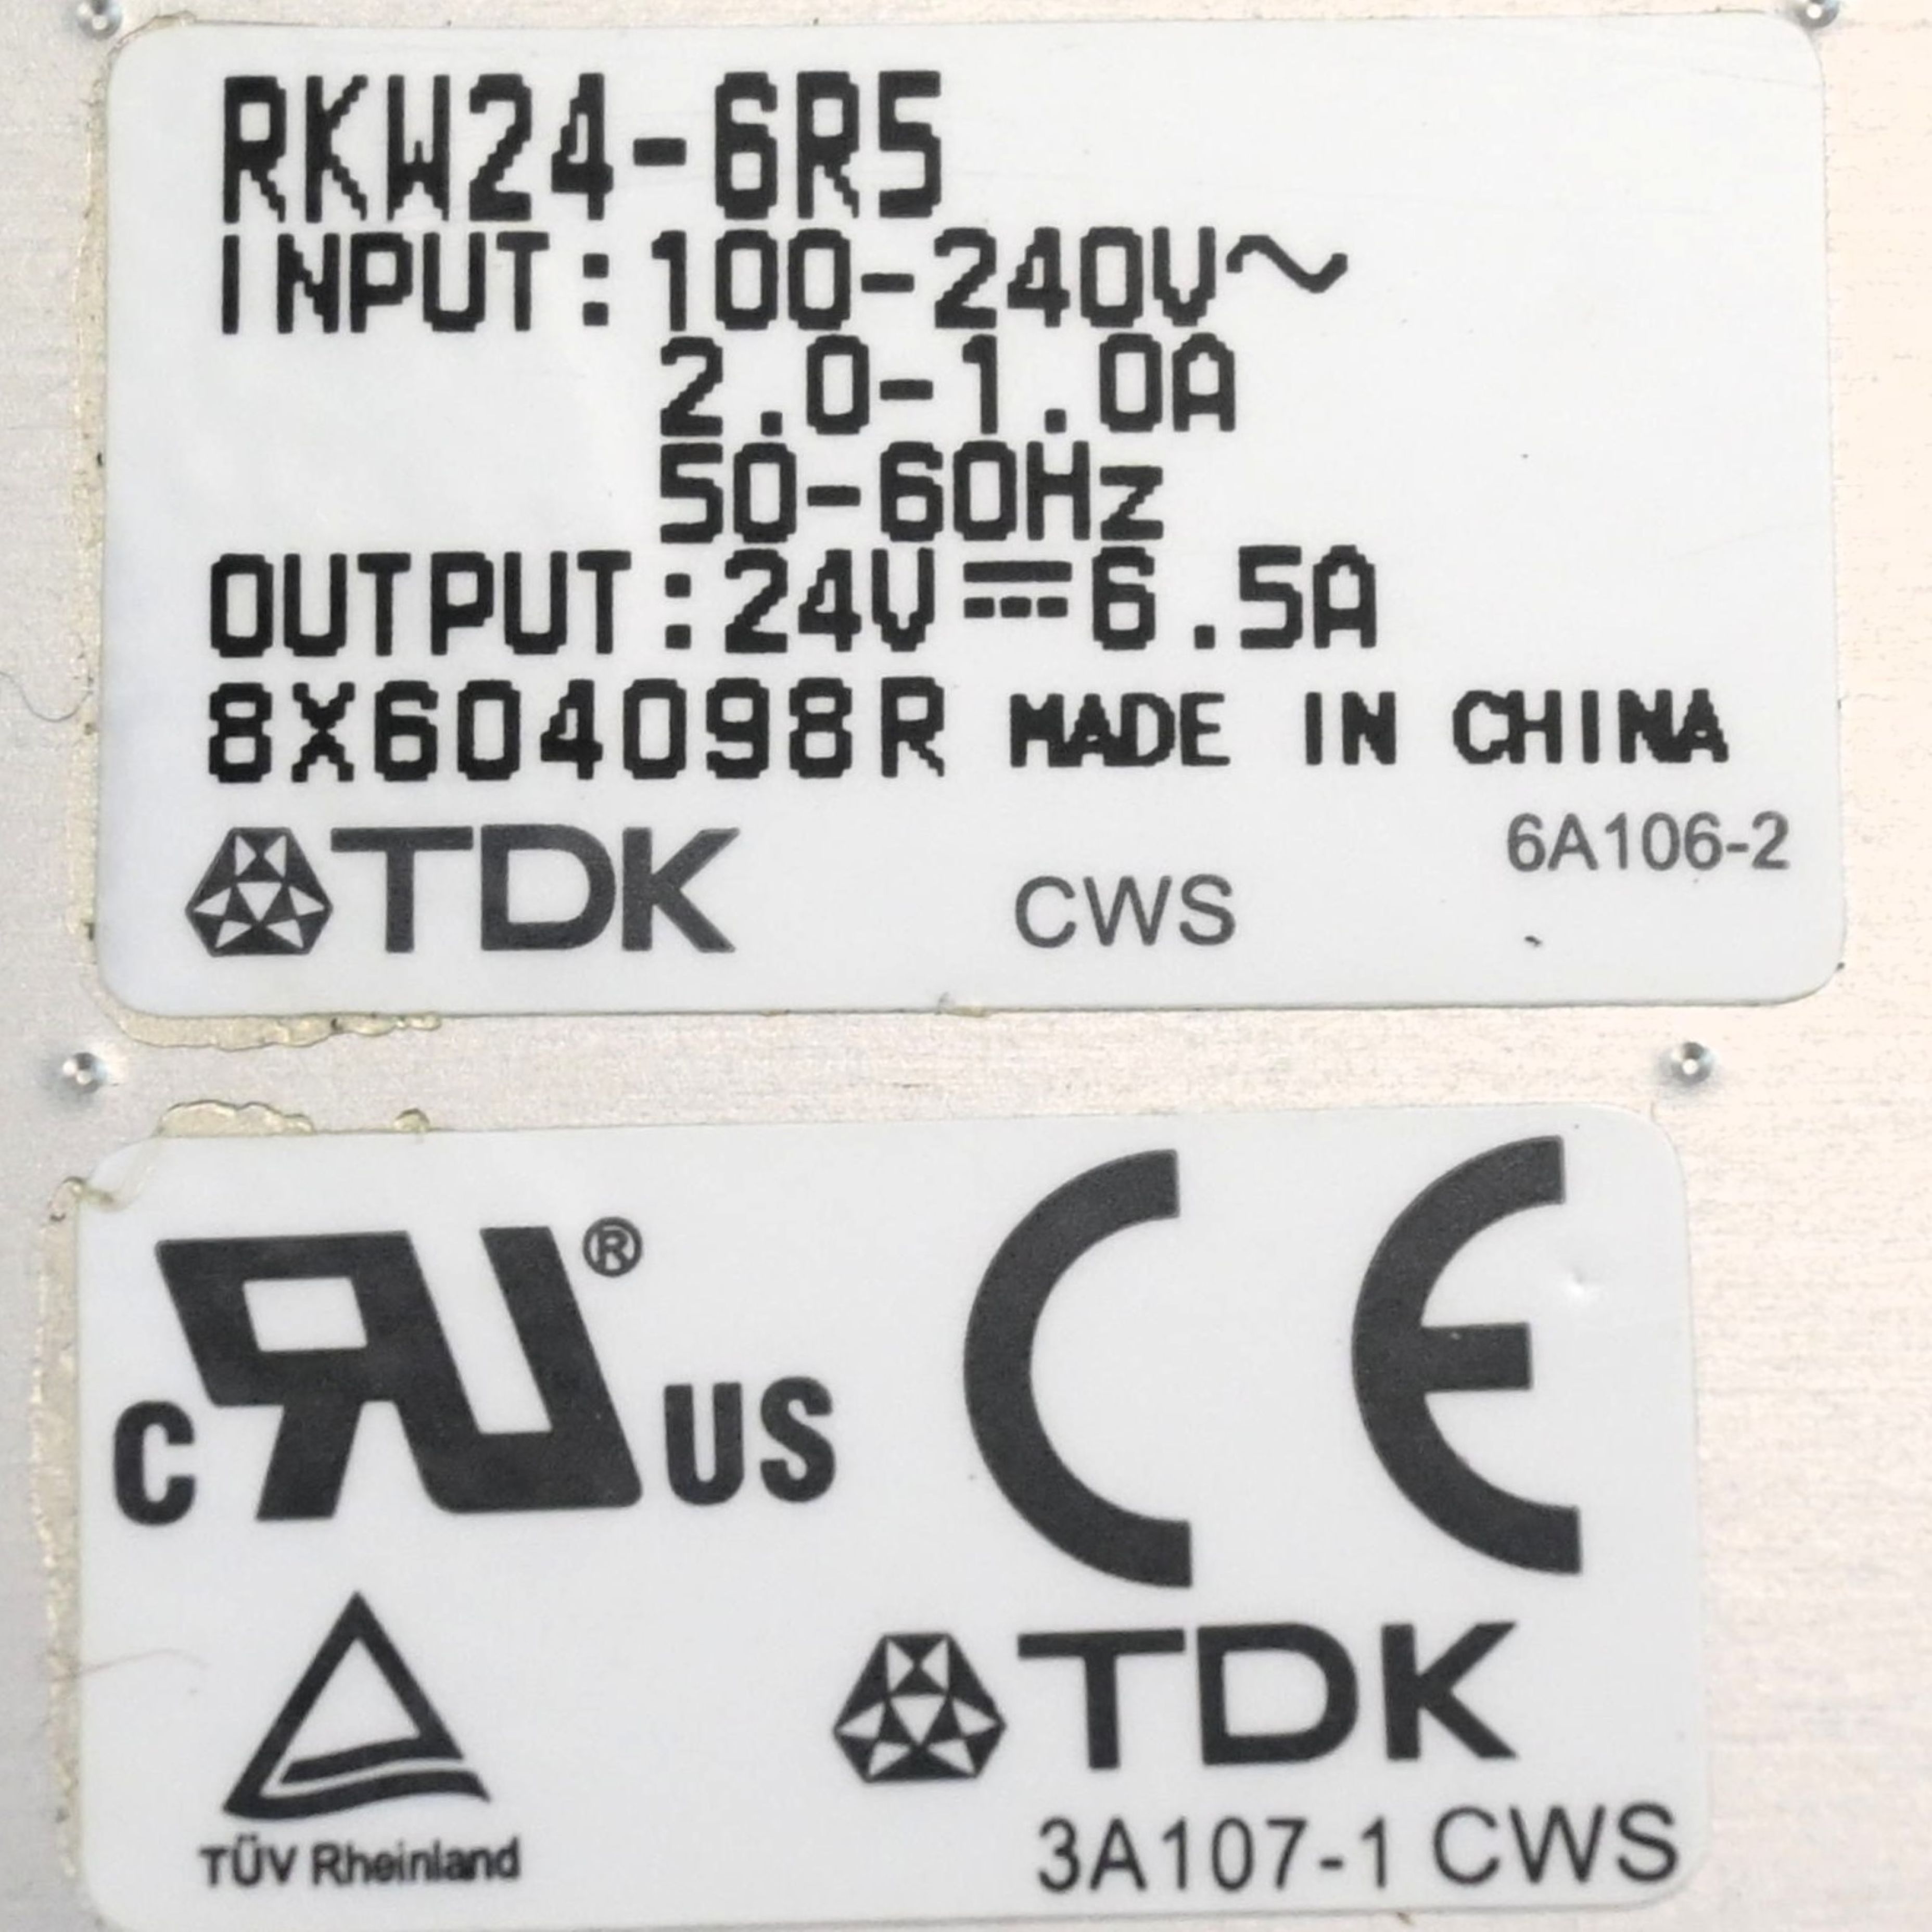 RKW24-6R5
INPUT:100-240V~
2.0-1.0A
50-60Hz
OUTPUT:24V⎓6.5A
8X604098R MADE IN CHINA
6A106-2
TDK CWS
CE
RU®
C US
TDK
TÜV Rheinland
3A107-1 CWS